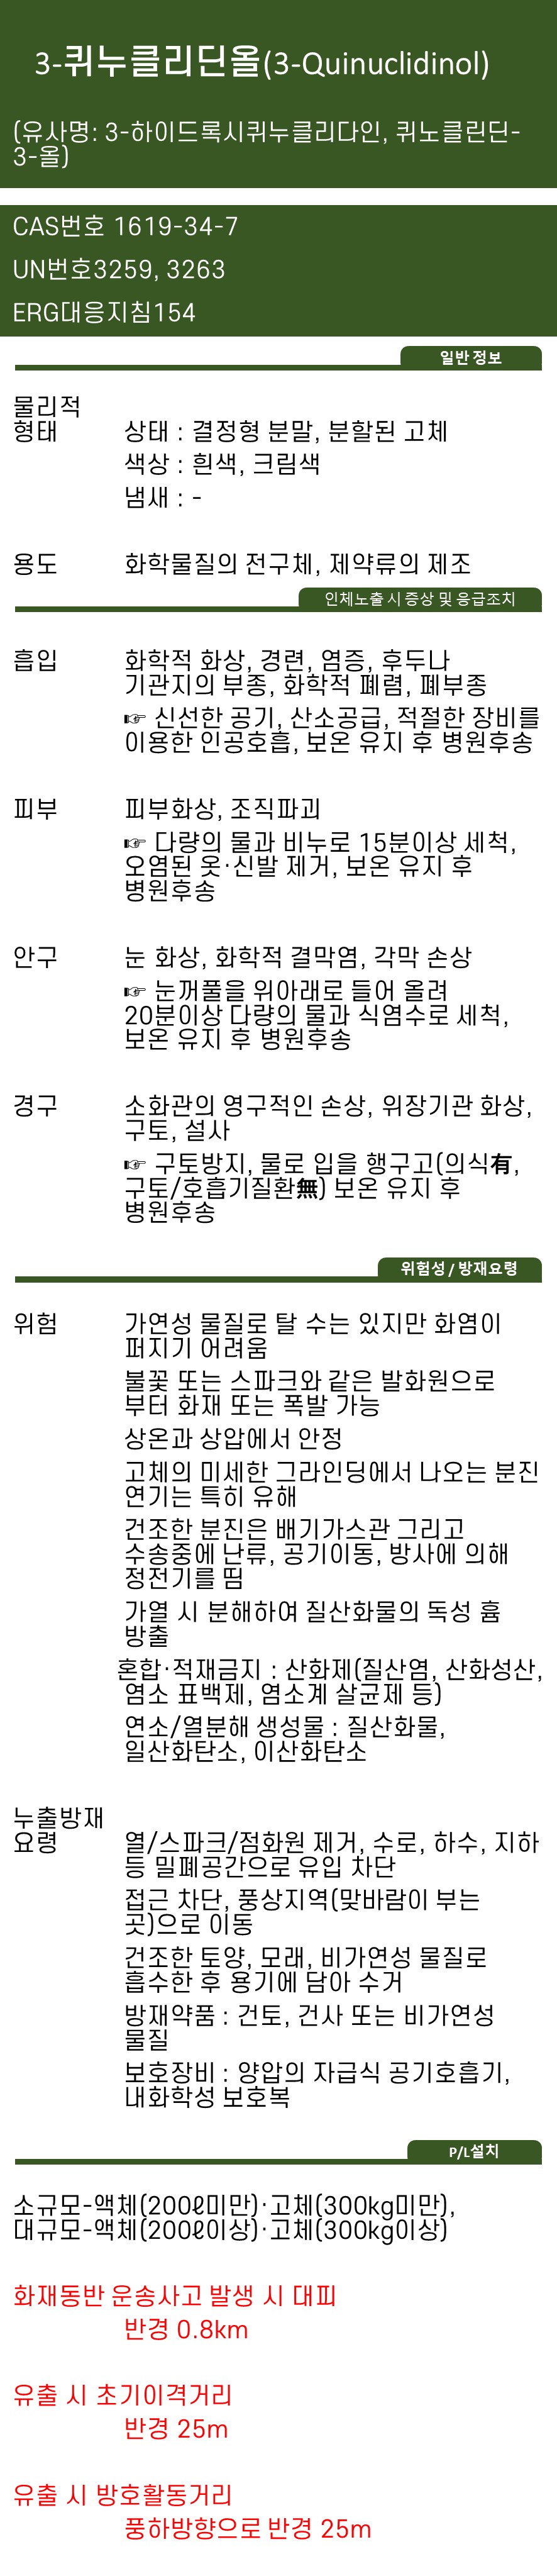 3-퀴누클리딘올(3-Quinuclidinol)
(유사명: 3-하이드록시퀴누클리다인, 퀴노클린딘-
3-올)
CAS번호 1619-34-7
UN번호3259, 3263
ERG대응지침154
일반 정보
물리적
형태 상태 : 결정형 분말, 분할된 고체
색상 : 흰색, 크림색
냄새 : -
용도 화학물질의 전구체, 제약류의 제조
인체노출 시 증상 및 응급조치
흡입 화학적 화상, 경련, 염증, 후두나
기관지의 부종, 화학적 폐렴, 폐부종
☞ 신선한 공기, 산소공급, 적절한 장비를
이용한 인공호흡, 보온 유지 후 병원후송
피부 피부화상, 조직파괴
☞ 다량의 물과 비누로 15분이상 세척,
오염된 옷·신발 제거, 보온 유지 후
병원후송
안구 눈 화상, 화학적 결막염, 각막 손상
☞ 눈꺼풀을 위아래로 들어 올려
20분이상 다량의 물과 식염수로 세척,
보온 유지 후 병원후송
경구 소화관의 영구적인 손상, 위장기관 화상,
구토, 설사
☞ 구토방지, 물로 입을 행구고(의식有,
구토/호흡기질환無) 보온 유지 후
병원후송
위험성 / 방재요령
위험 가연성 물질로 탈 수는 있지만 화염이
퍼지기 어려움
불꽃 또는 스파크와 같은 발화원으로
부터 화재 또는 폭발 가능
상온과 상압에서 안정
고체의 미세한 그라인딩에서 나오는 분진
연기는 특히 유해
건조한 분진은 배기가스관 그리고
수송중에 난류, 공기이동, 방사에 의해
정전기를 띰
가열 시 분해하여 질산화물의 독성 흄
방출
혼합·적재금지 : 산화제(질산염, 산화성산,
염소 표백제, 염소계 살균제 등)
연소/열분해 생성물 : 질산화물,
일산화탄소, 이산화탄소
누출방재
요령 열/스파크/점화원 제거, 수로, 하수, 지하
등 밀폐공간으로 유입 차단
접근 차단, 풍상지역(맞바람이 부는
곳)으로 이동
건조한 토양, 모래, 비가연성 물질로
흡수한 후 용기에 담아 수거
방재약품 : 건토, 건사 또는 비가연성
물질
보호장비 : 양압의 자급식 공기호흡기,
내화학성 보호복
P/L설치
소규모-액체(200ℓ미만)·고체(300kg미만),
대규모-액체(200ℓ이상)·고체(300kg이상)
화재동반 운송사고 발생 시 대피
반경 0.8km
유출 시 초기이격거리
반경 25m
유출 시 방호활동거리
풍하방향으로 반경 25m